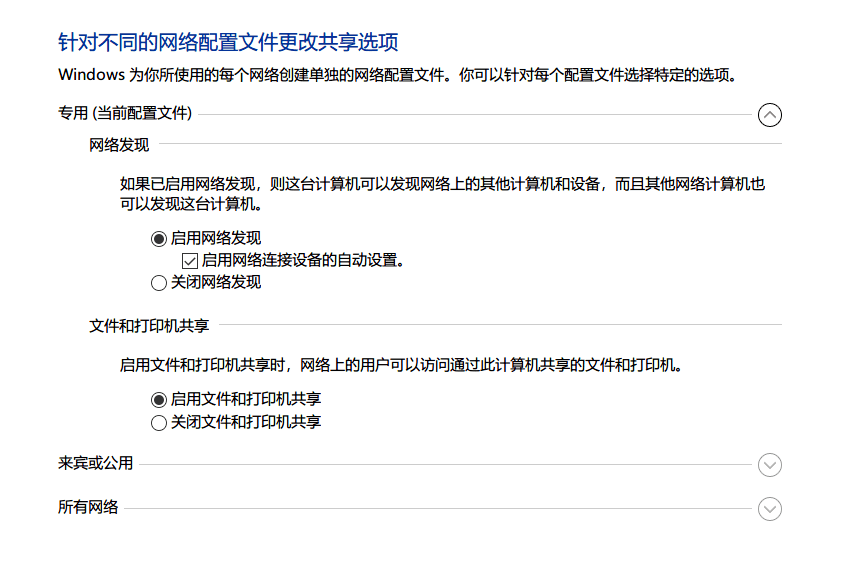 针对不同的网络配置文件更改共享选项
Windows 为你所使用的每个网络创建单独的网络配置文件。你可以针对每个配置文件选择特定的选项。
专用 (当前配置文件)
网络发现
如果已启用网络发现，则这台计算机可以发现网络上的其他计算机和设备，而且其他网络计算机也
可以发现这台计算机。
启用网络发现
启用网络连接设备的自动设置。
关闭网络发现
文件和打印机共享
启用文件和打印机共享时，网络上的用户可以访问通过此计算机共享的文件和打印机。
启用文件和打印机共享
关闭文件和打印机共享
来宾或公用
所有网络